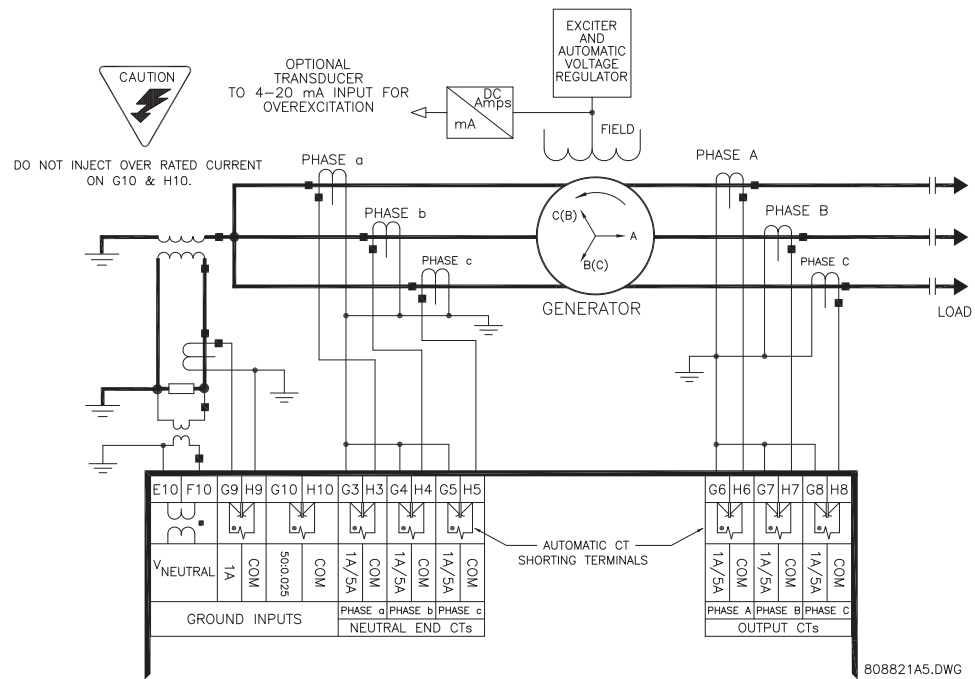 EXCITER
AND
AUTOMATIC
VOLTAGE
REGULATOR
CAUTION
OPTIONAL
TRANSDUCER
TO 4-20 mA INPUT FOR
OVEREXCITATION
DC
Amps
mA
FIELD
DO NOT INJECT OVER RATED CURRENT
ON G10 & H10.
PHASE a
PHASE A
PHASE b
PHASE B
PHASE c
PHASE C
C(B)
A
B(C)
GENERATOR
LOAD
E10 F10 G9 H9 G10 H10 G3 H3 G4 H4 G5 H5
G6 H6 G7 H7 G8 H8
AUTOMATIC CT
SHORTING TERMINALS
VNEUTRAL 1A COM 50:0.025 COM 1A/5A COM 1A/5A COM 1A/5A COM
1A/5A COM 1A/5A COM 1A/5A COM
GROUND INPUTS
PHASE a PHASE b PHASE c
NEUTRAL END CTs
PHASE A PHASE B PHASE C
OUTPUT CTs
808821A5.DWG